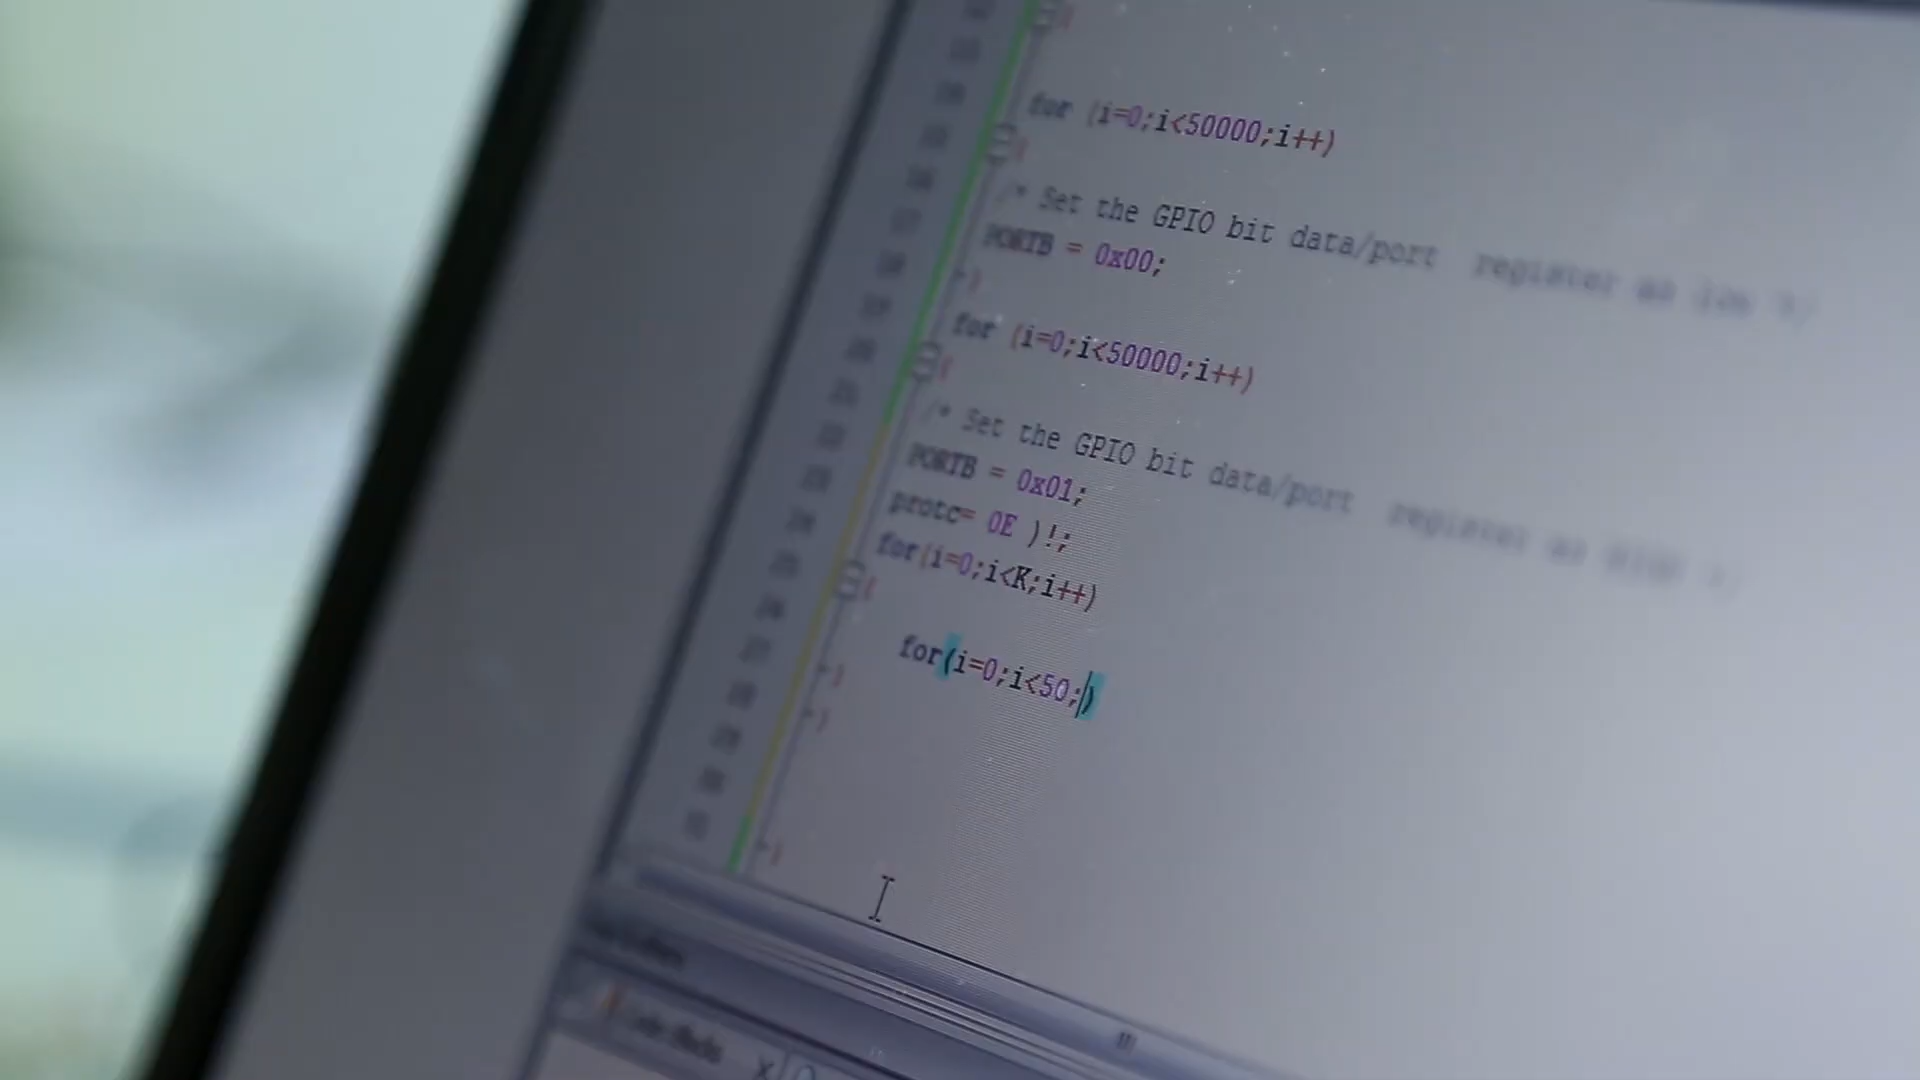 {
for (i=0;i<50000;i++)
{
/* Set the GPIO bit data/port register as low */
PORTB = 0x00;
}
for (i=0;i<50000;i++)
{
/* Set the GPIO bit data/port register as
PORTB = 0x01;
protc= 0E )!;
for(i=0;i<K;i++)
{
for(i=0;i<50;)
}
}
}